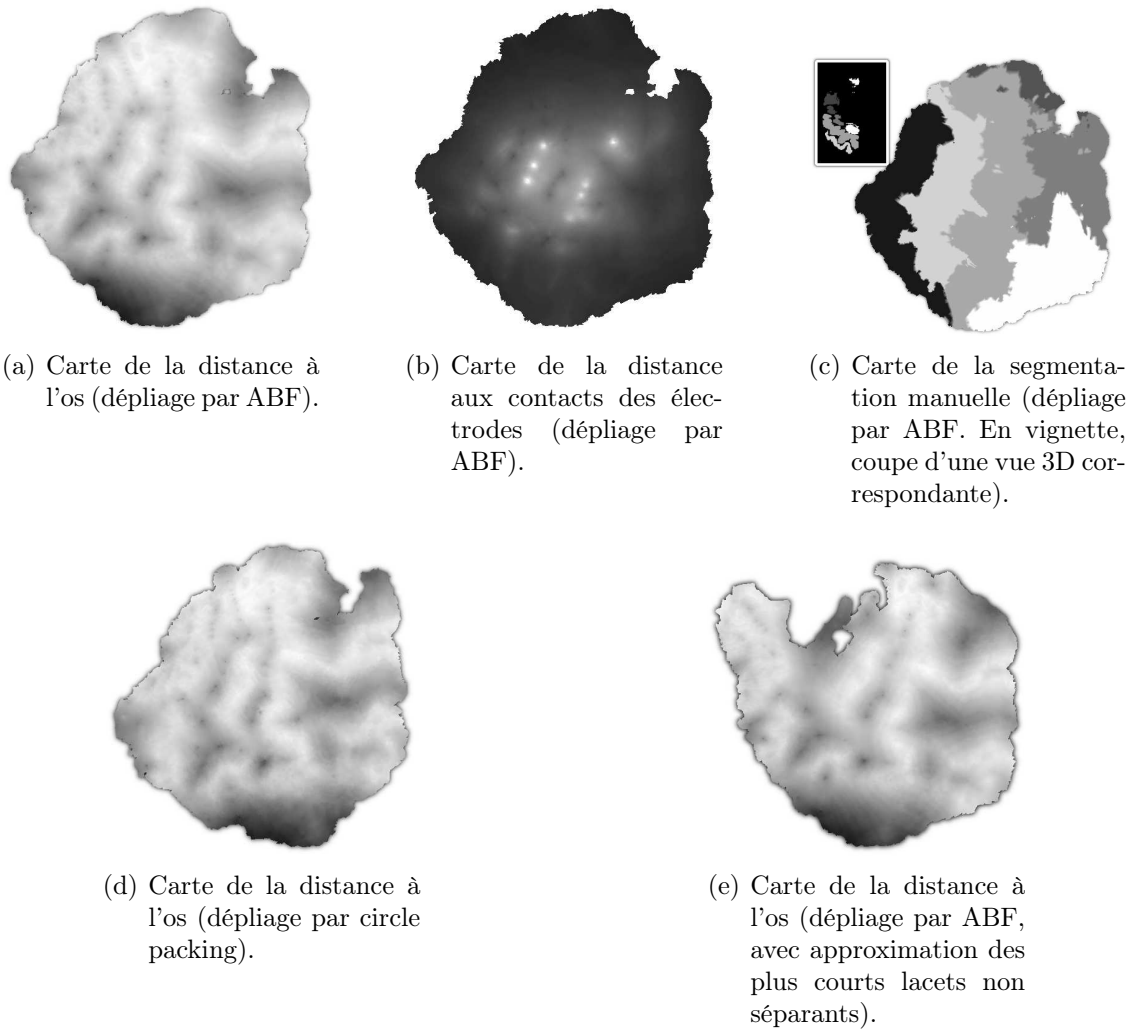 (a) Carte de la distance à
l'os (dépliage par ABF).
(b) Carte de la distance
aux contacts des élec-
trodes (dépliage par
ABF).
(c) Carte de la segmenta-
tion manuelle (dépliage
par ABF. En vignette,
coupe d'une vue 3D cor-
respondante).
(d) Carte de la distance à
l'os (dépliage par circle
packing).
(e) Carte de la distance à
l'os (dépliage par ABF,
avec approximation des
plus courts lacets non
séparants).